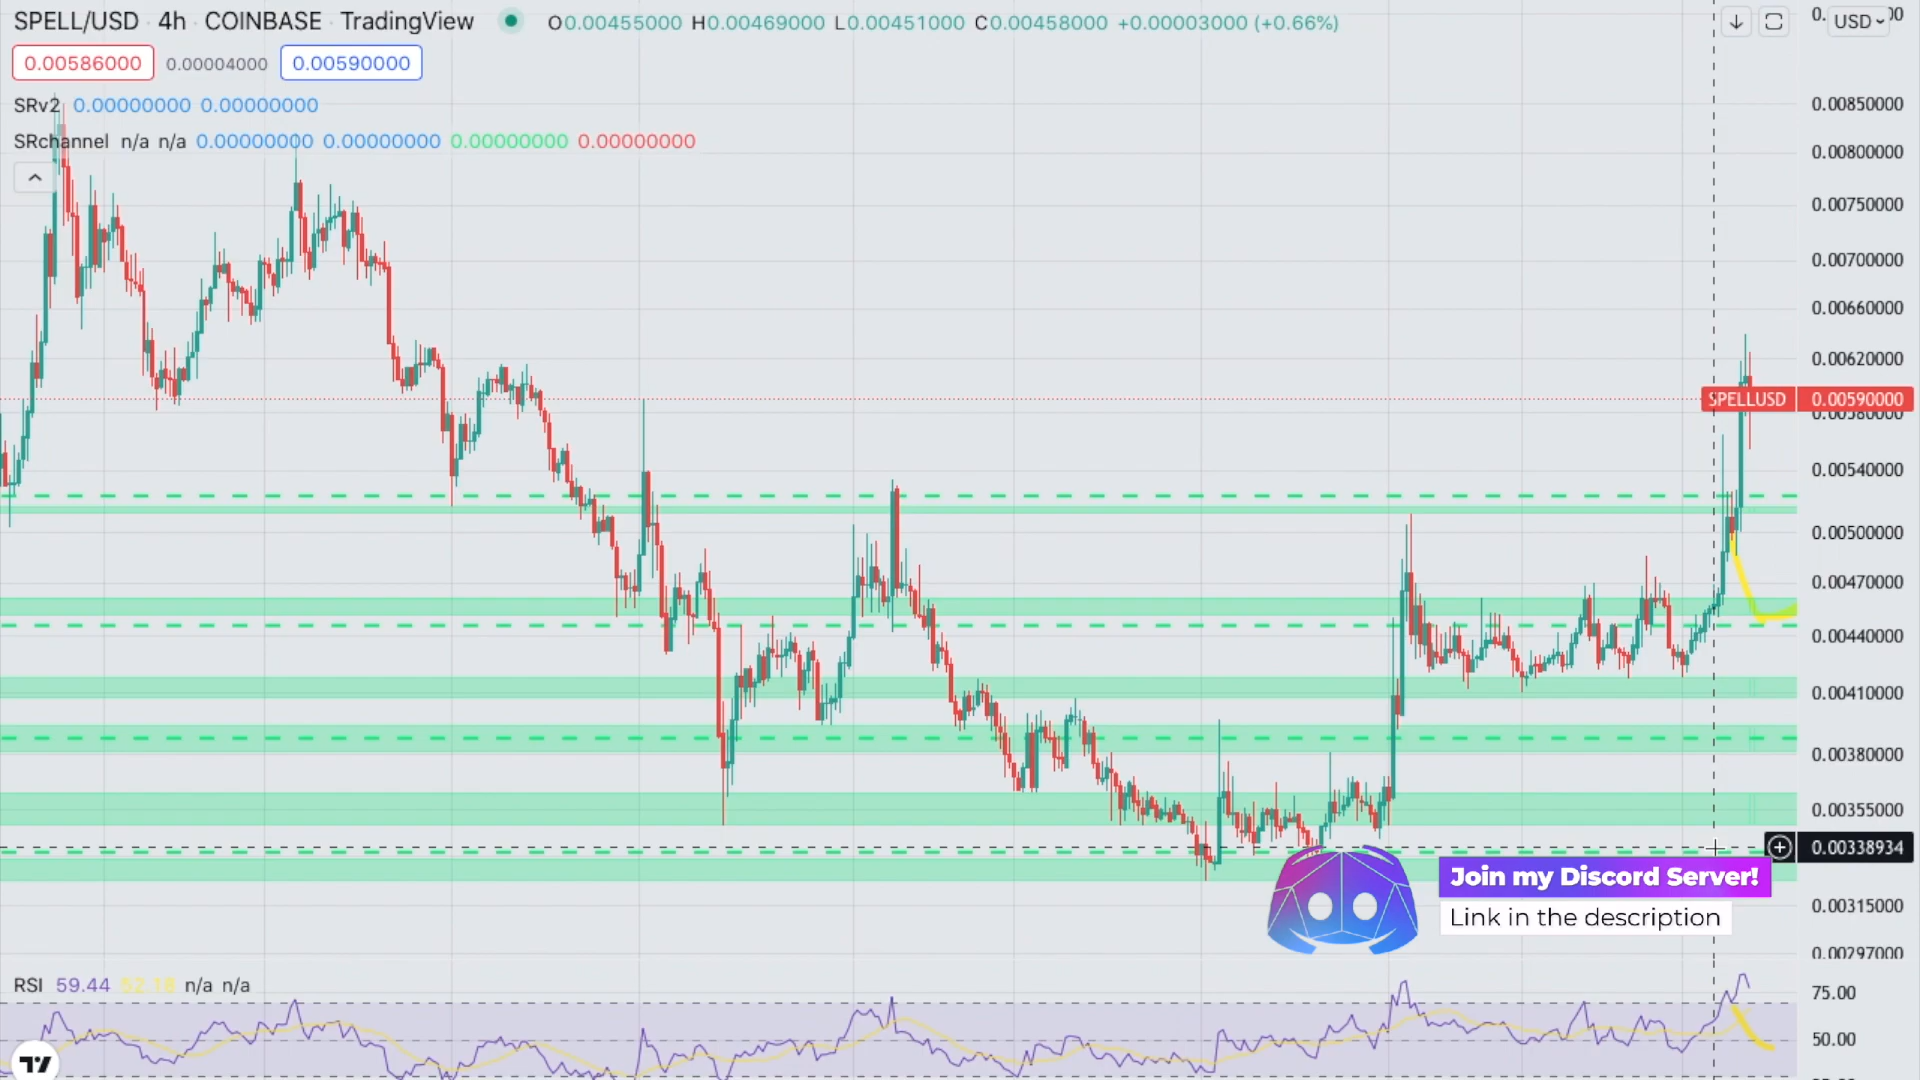 SPELL/USD · 4h · COINBASE · TradingView O0.00455000 H0.00469000 L0.00451000 C0.00458000 +0.00003000 (+0.66%)
USD
0.00586000 0.00004000 0.00590000
SRv2 0.00000000 0.00000000
SRchannel n/a n/a 0.00000000 0.00000000 0.00000000 0.00000000
0.00850000
0.00800000
0.00750000
0.00700000
0.00660000
0.00620000
SPELLUSD 0.00590000
0.00580000
0.00540000
0.00500000
0.00470000
0.00440000
0.00410000
0.00380000
0.00355000
0.00338934
Join my Discord Server!
Link in the description
0.00315000
0.00297000
RSI 59.44 52.18 n/a n/a
75.00
50.00